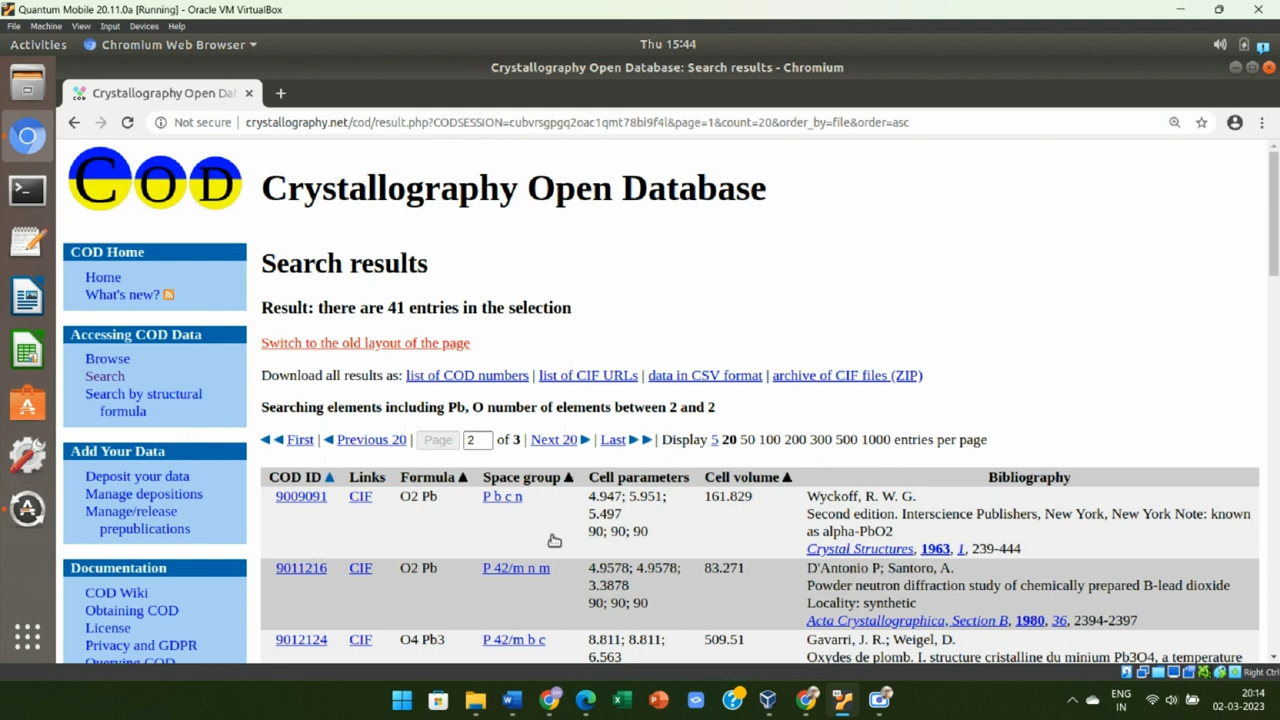 Quantum Mobile 20.11.0a [Running] - Oracle VM VirtualBox
File Machine View Input Devices Help
Activities Chromium Web Browser Thu 15:44
Crystallography Open Database: Search results - Chromium
Crystallography Open Dat
Not secure crystallography.net/cod/result.php?CODSESSION=cubvrsgpgq2oac1qmt78bi9f4l&page=1&count=20&order_by=file&order=asc
COD
Crystallography Open Database
COD Home
Home
What's new?
Accessing COD Data
Browse
Search
Search by structural
formula
Add Your Data
Deposit your data
Manage depositions
Manage/release
prepublications
Documentation
COD Wiki
Obtaining COD
License
Privacy and GDPR
Querying COD
Search results
Result: there are 41 entries in the selection
Switch to the old layout of the page
Download all results as: list of COD numbers | list of CIF URLs | data in CSV format | archive of CIF files (ZIP)
Searching elements including Pb, O number of elements between 2 and 2
◄◄ First | ◄ Previous 20 | Page 2 of 3 | Next 20 ► | Last ►► | Display 5 20 50 100 200 300 500 1000 entries per page
COD ID ▲ Links Formula ▲ Space group ▲ Cell parameters Cell volume ▲ Bibliography
9009091 CIF O2 Pb P b c n 4.947; 5.951; 161.829 Wyckoff, R. W. G.
5.497 Second edition. Interscience Publishers, New York, New York Note: known
90; 90; 90 as alpha-PbO2
Crystal Structures, 1963, 1, 239-444
9011216 CIF O2 Pb P 42/m n m 4.9578; 4.9578; 83.271 D'Antonio P; Santoro, A.
3.3878 Powder neutron diffraction study of chemically prepared B-lead dioxide
90; 90; 90 Locality: synthetic
Acta Crystallographica, Section B, 1980, 36, 2394-2397
9012124 CIF O4 Pb3 P 42/m b c 8.811; 8.811; 509.51 Gavarri, J. R.; Weigel, D.
6.563 Oxydes de plomb. I. structure cristalline du minium Pb3O4, a temperature
Right Ctrl
ENG
IN
20:14
02-03-2023